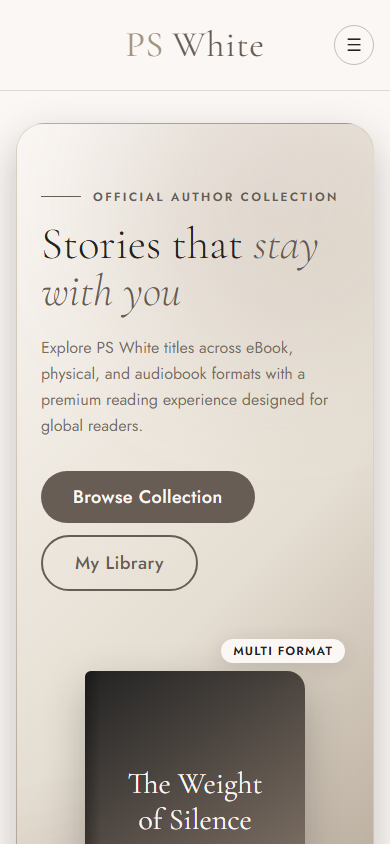 PS White
OFFICIAL AUTHOR COLLECTION
Stories that stay
with you
Explore PS White titles across eBook,
physical, and audiobook formats with a
premium reading experience designed for
global readers.
Browse Collection
My Library
MULTI FORMAT
The Weight
of Silence